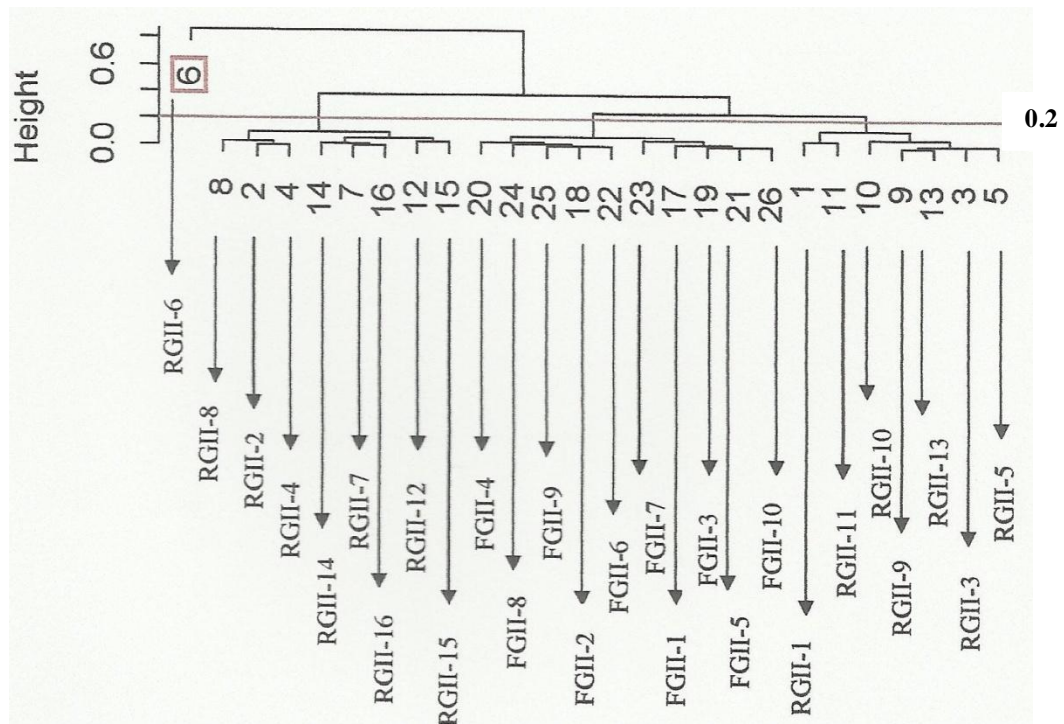 Height
0.0 0.6
0.2
6
8 2 4 14 7 16 12 15 20 24 25 18 22 23 17 19 21 26 1 11 10 9 13 3 5
RGII-6
RGII-8
RGII-2
RGII-4
RGII-14
RGII-7
RGII-16
RGII-12
RGII-15
FGII-4
FGII-8
FGII-9
FGII-2
FGII-6
FGII-7
FGII-1
FGII-3
FGII-5
FGII-10
RGII-1
RGII-11
RGII-10
RGII-9
RGII-13
RGII-3
RGII-5